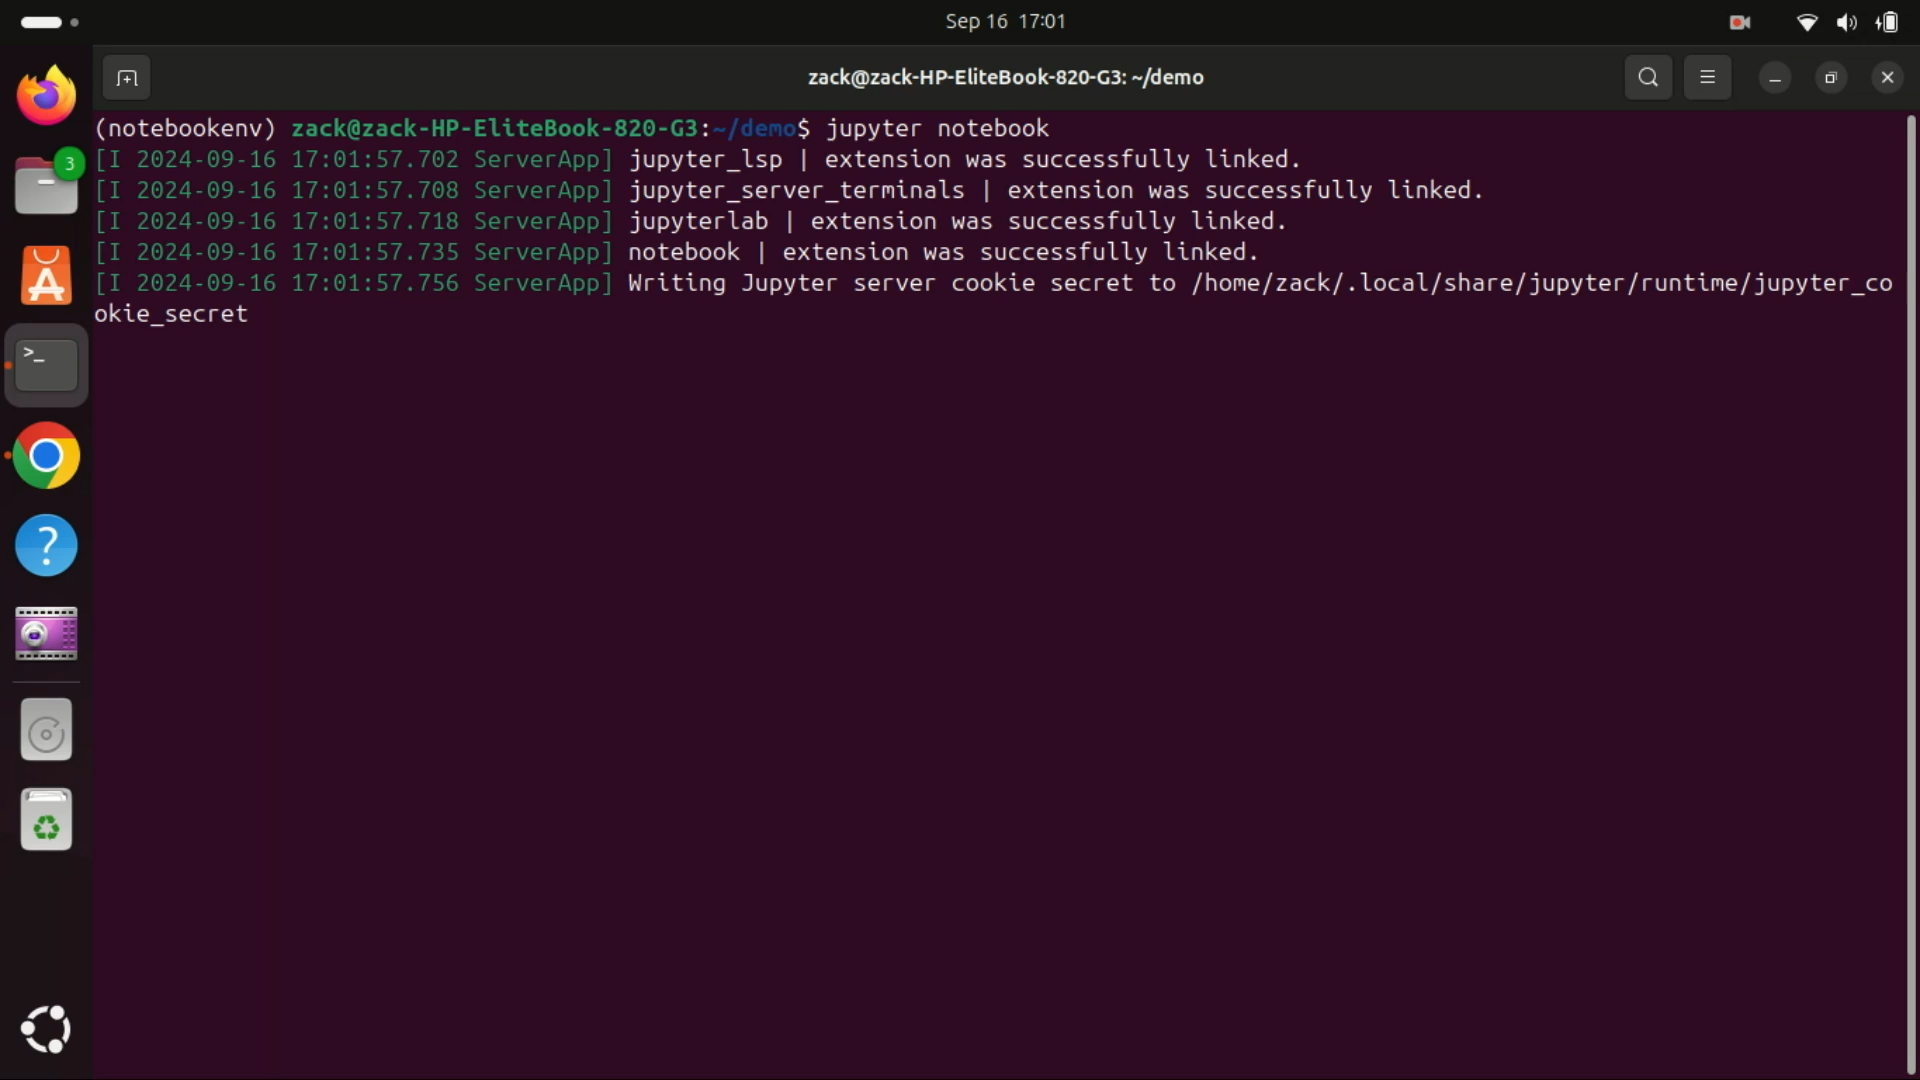 Sep 16 17:01
zack@zack-HP-EliteBook-820-G3: ~/demo
3
(notebookenv) zack@zack-HP-EliteBook-820-G3:~/demo$ jupyter notebook
[I 2024-09-16 17:01:57.702 ServerApp] jupyter_lsp | extension was successfully linked.
[I 2024-09-16 17:01:57.708 ServerApp] jupyter_server_terminals | extension was successfully linked.
[I 2024-09-16 17:01:57.718 ServerApp] jupyterlab | extension was successfully linked.
[I 2024-09-16 17:01:57.735 ServerApp] notebook | extension was successfully linked.
[I 2024-09-16 17:01:57.756 ServerApp] Writing Jupyter server cookie secret to /home/zack/.local/share/jupyter/runtime/jupyter_co
okie_secret